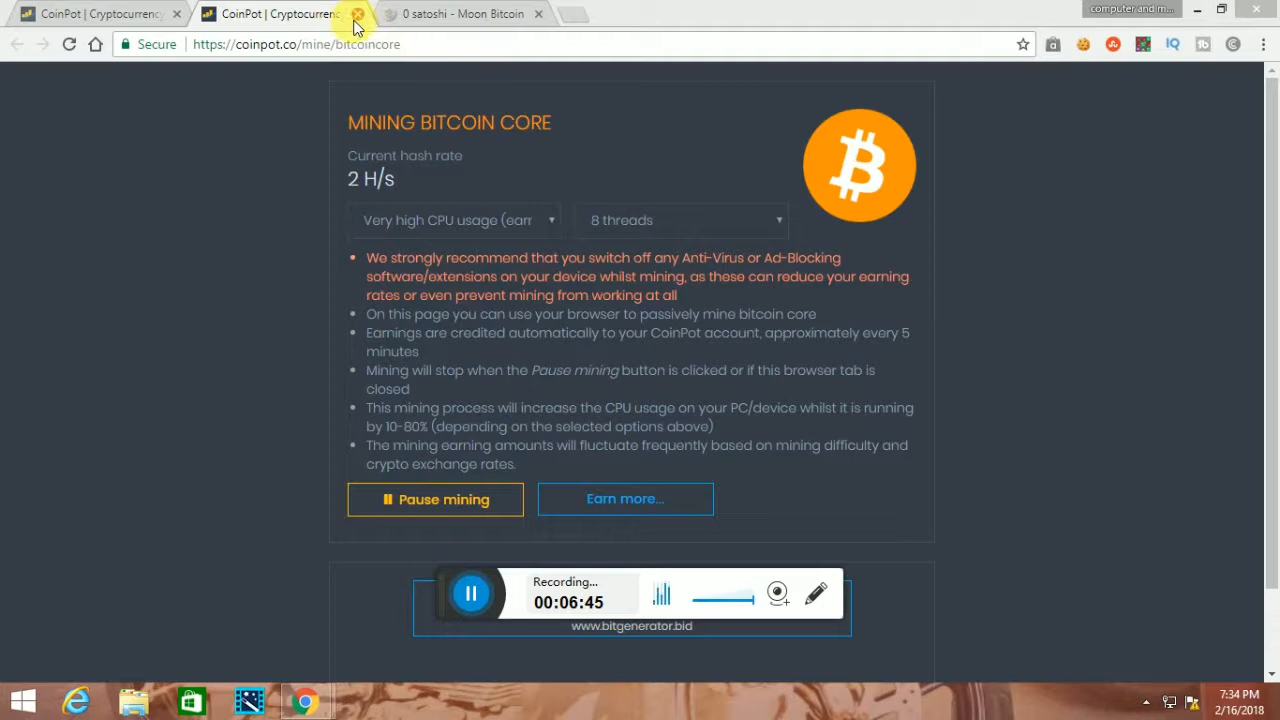 CoinPot | Cryptocurrency
CoinPot | Cryptocurrency
0 satoshi - Moon Bitcoin
computer and m...
Secure
https://coinpot.co/mine/bitcoincore
MINING BITCOIN CORE
Current hash rate
2 H/s
Very high CPU usage (earr
8 threads
We strongly recommend that you switch off any Anti-Virus or Ad-Blocking
software/extensions on your device whilst mining, as these can reduce your earning
rates or even prevent mining from working at all
On this page you can use your browser to passively mine bitcoin core
Earnings are credited automatically to your CoinPot account, approximately every 5
minutes
Mining will stop when the Pause mining button is clicked or if this browser tab is
closed
This mining process will increase the CPU usage on your PC/device whilst it is running
by 10-80% (depending on the selected options above)
The mining earning amounts will fluctuate frequently based on mining difficulty and
crypto exchange rates.
Pause mining
Earn more...
Recording...
00:06:45
www.bitgenerator.bid
7:34 PM
2/16/2018